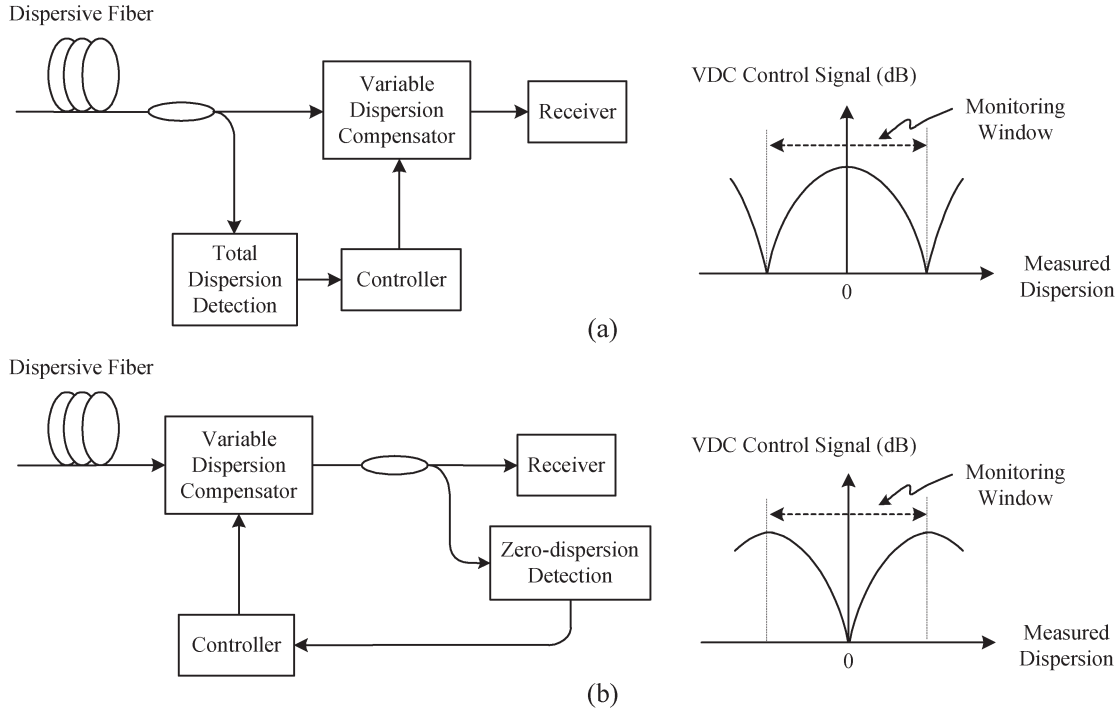 Dispersive Fiber
Variable
Dispersion
Compensator
Receiver
Total
Dispersion
Detection
Controller
VDC Control Signal (dB)
Monitoring
Window
Measured
Dispersion
0
(a)
Dispersive Fiber
Variable
Dispersion
Compensator
Receiver
Zero-dispersion
Detection
Controller
VDC Control Signal (dB)
Monitoring
Window
Measured
Dispersion
0
(b)